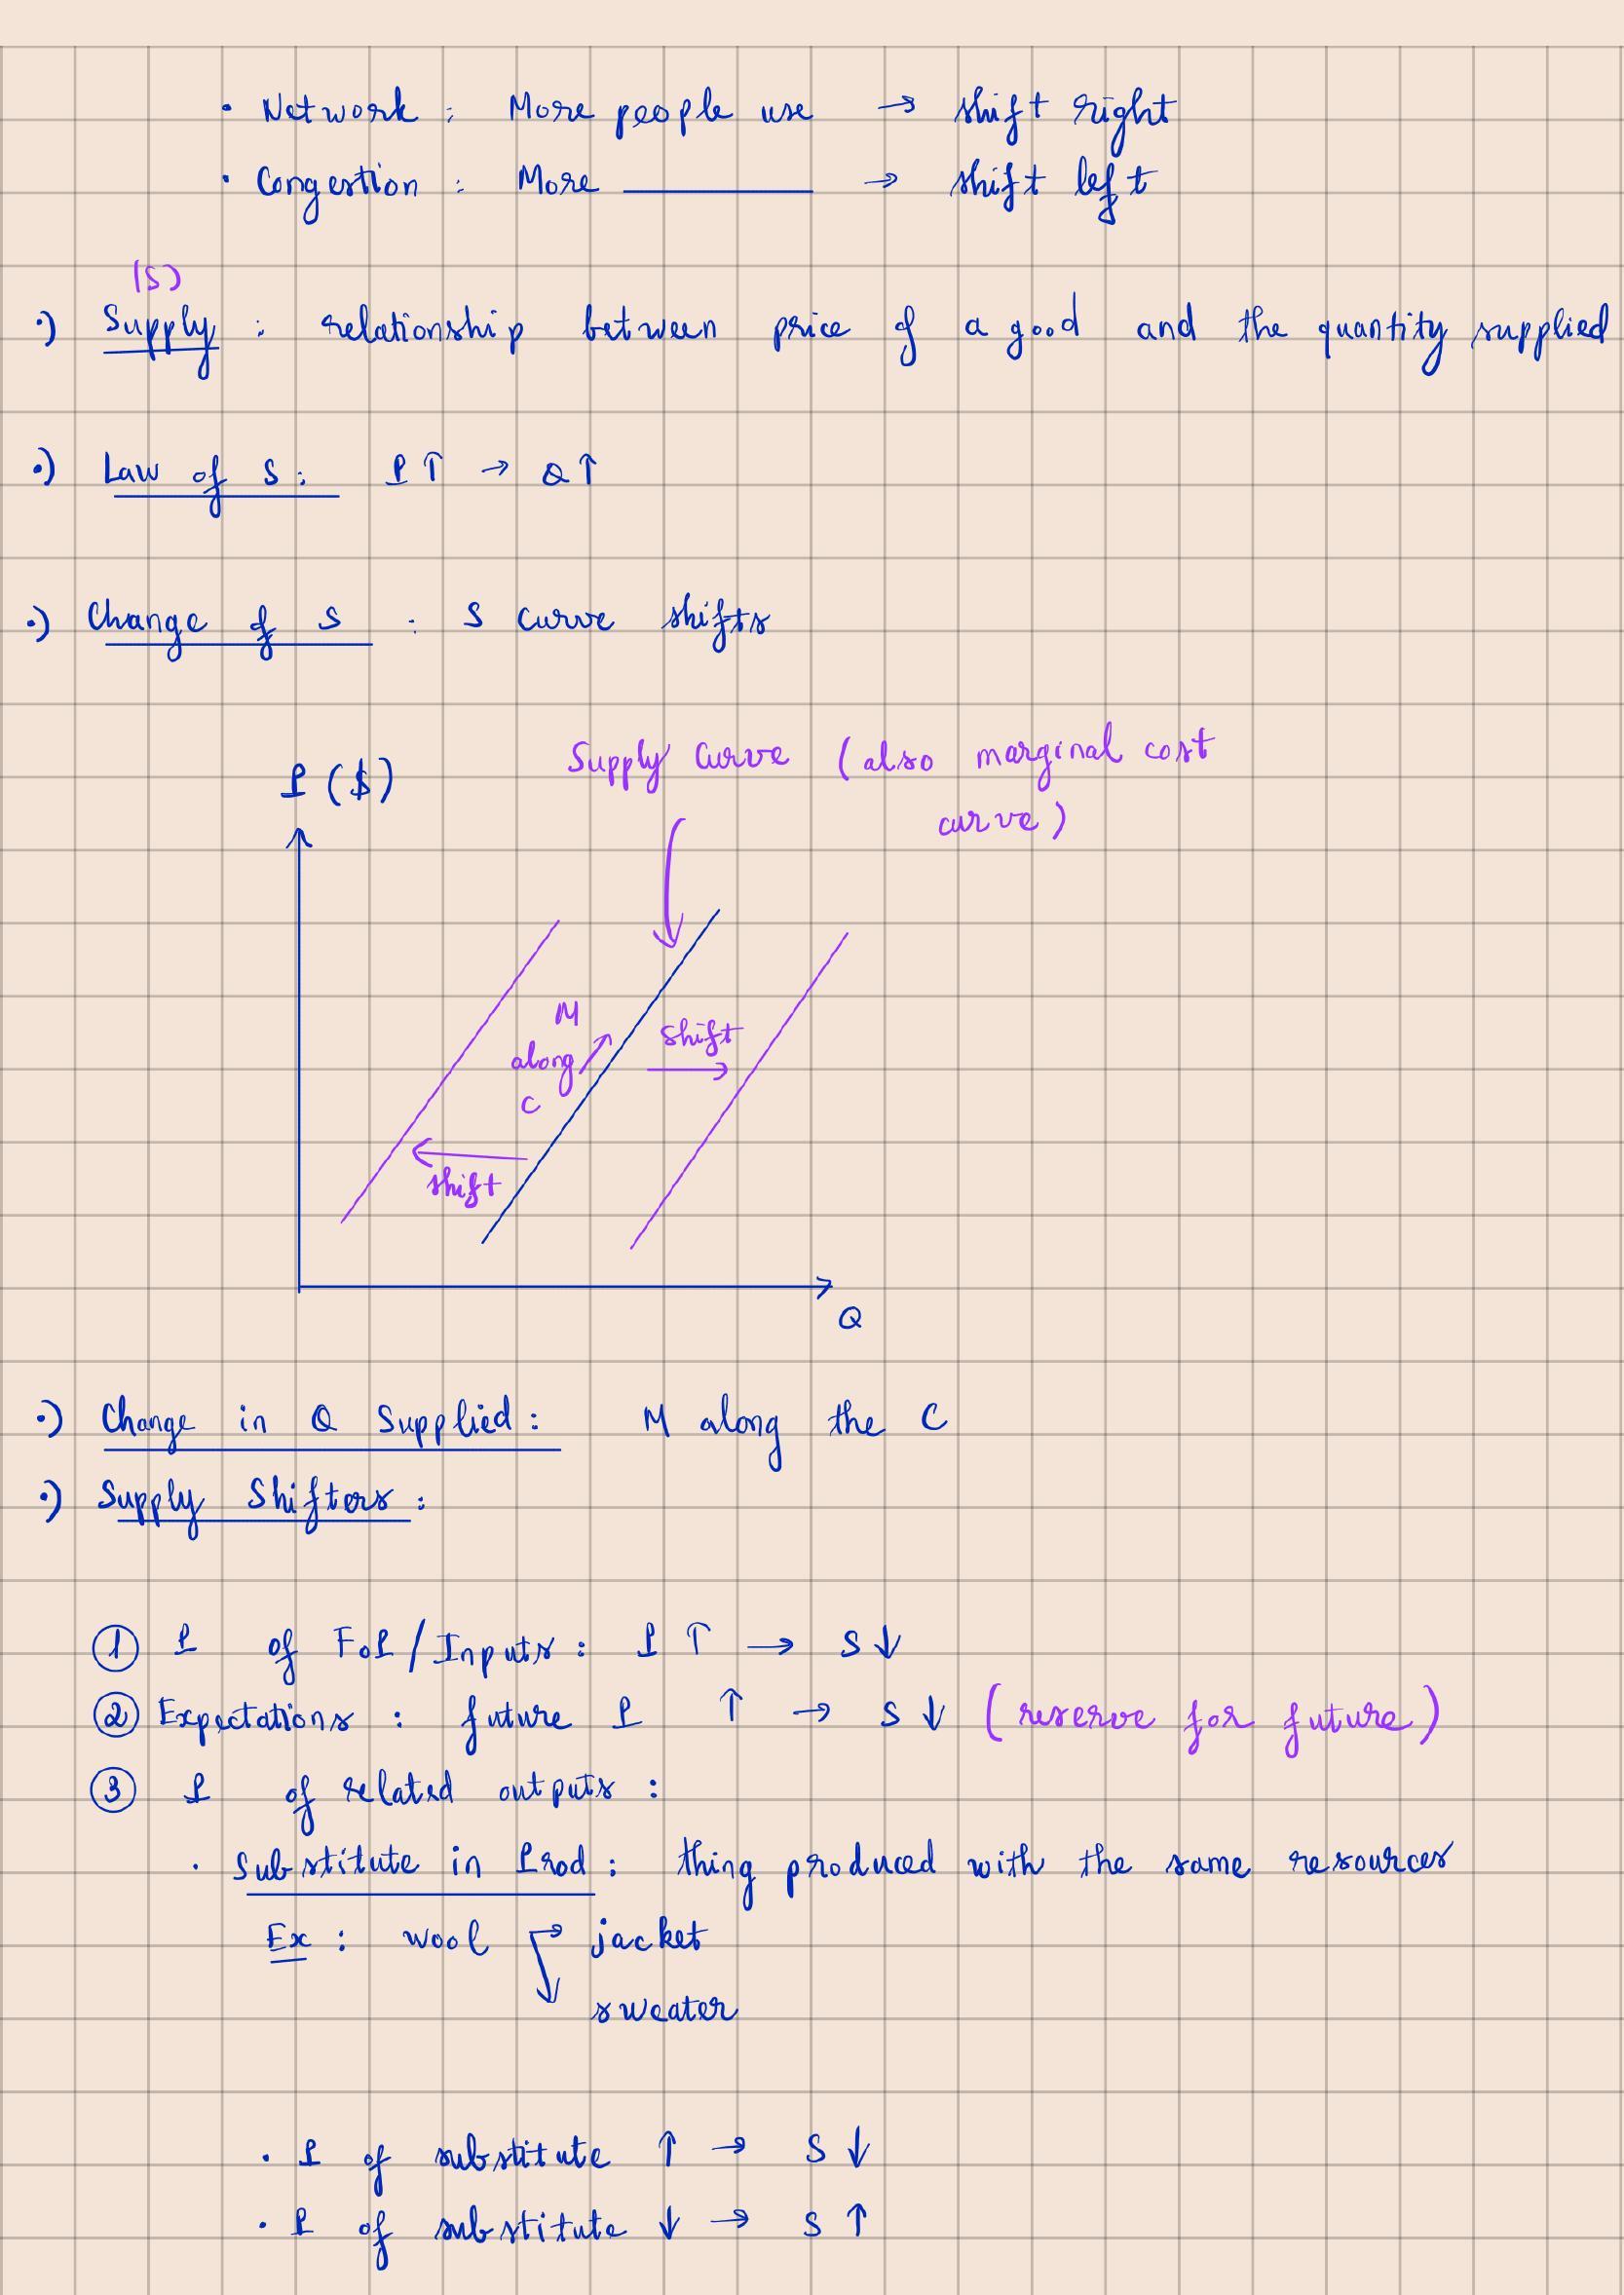 • Network : More people use → shift right
• Congestion : More ———— → shift left
(S)
•) Supply : relationship between price of a good and the quantity supplied
•) Law of S : P ↑ → Q ↑
•) Change of S : S curve shifts
Supply Curve (also marginal cost
curve)
P ($)
M
along
C
shift
shift
Q
•) Change in Q Supplied : M along the C
•) Supply Shifters :
① P of FoP/Inputs : P ↑ → S ↓
② Expectations : future P ↑ → S ↓ (reserve for future)
③ P of related outputs :
• Substitute in Prod : thing produced with the same resources
Ex : wool → jacket
↓ sweater
• P of substitute ↑ → S ↓
• P of substitute ↓ → S ↑